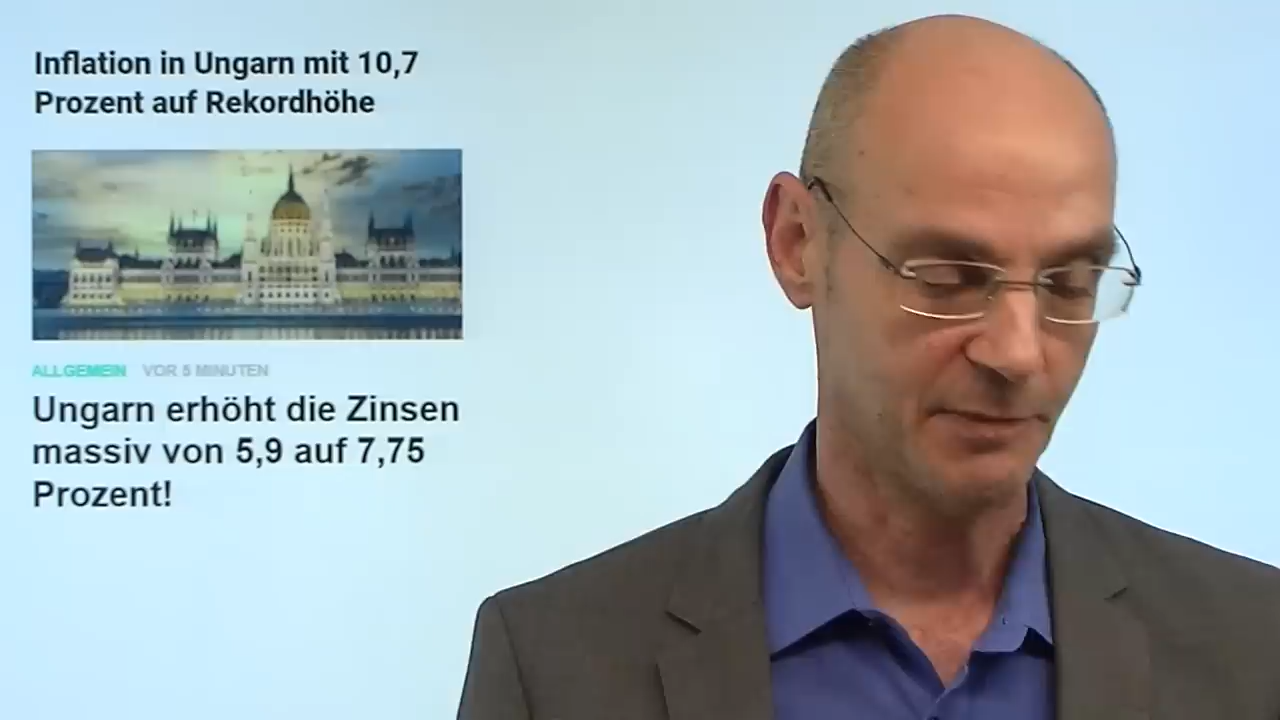 Inflation in Ungarn mit 10,7
Prozent auf Rekordhöhe
ALLGEMEIN VOR 5 MINUTEN
Ungarn erhöht die Zinsen
massiv von 5,9 auf 7,75
Prozent!